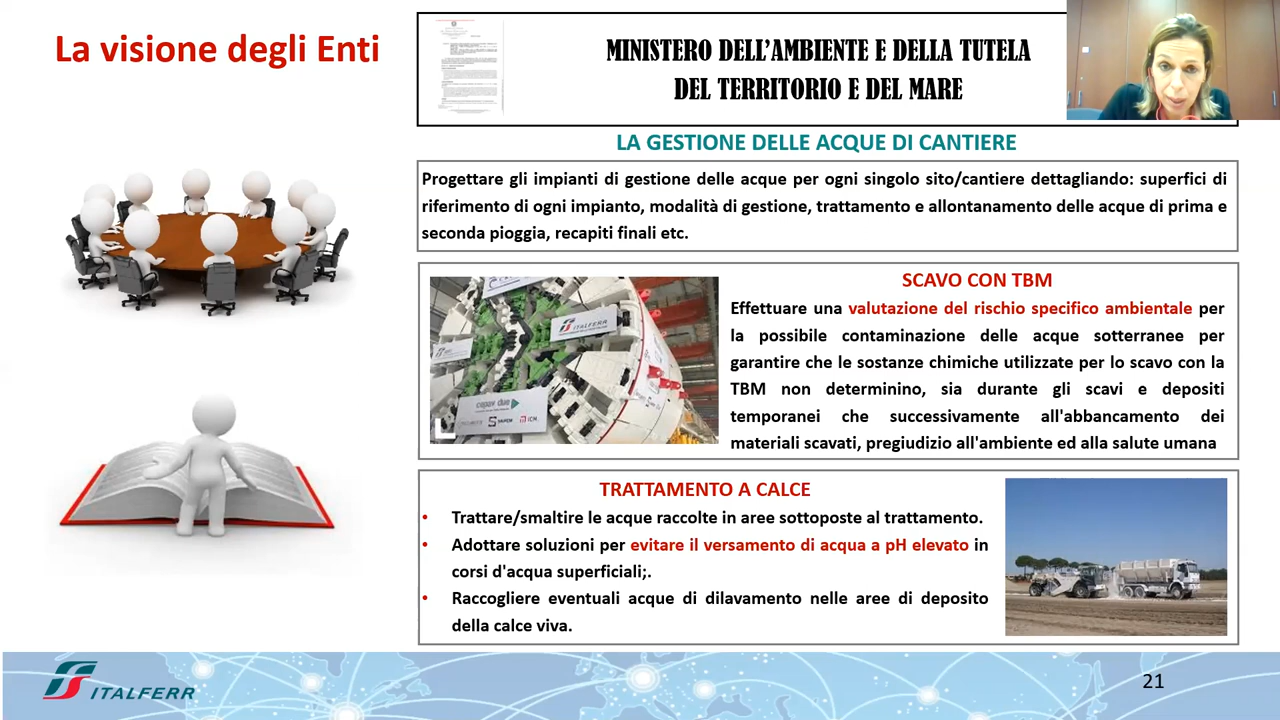 La visione degli Enti
MINISTERO DELL'AMBIENTE E DELLA TUTELA
DEL TERRITORIO E DEL MARE
LA GESTIONE DELLE ACQUE DI CANTIERE
Progettare gli impianti di gestione delle acque per ogni singolo sito/cantiere dettagliando: superfici di
riferimento di ogni impianto, modalità di gestione, trattamento e allontanamento delle acque di prima e
seconda pioggia, recapiti finali etc.
SCAVO CON TBM
Effettuare una valutazione del rischio specifico ambientale per
la possibile contaminazione delle acque sotterranee per
garantire che le sostanze chimiche utilizzate per lo scavo con la
TBM non determinino, sia durante gli scavi e depositi
temporanei che successivamente all'abbancamento dei
materiali scavati, pregiudizio all'ambiente ed alla salute umana
ITALFERR
cepav due
SAIPEM
ICM
TRATTAMENTO A CALCE
• Trattare/smaltire le acque raccolte in aree sottoposte al trattamento.
• Adottare soluzioni per evitare il versamento di acqua a pH elevato in
corsi d'acqua superficiali;.
• Raccogliere eventuali acque di dilavamento nelle aree di deposito
della calce viva.
ITALFERR
21